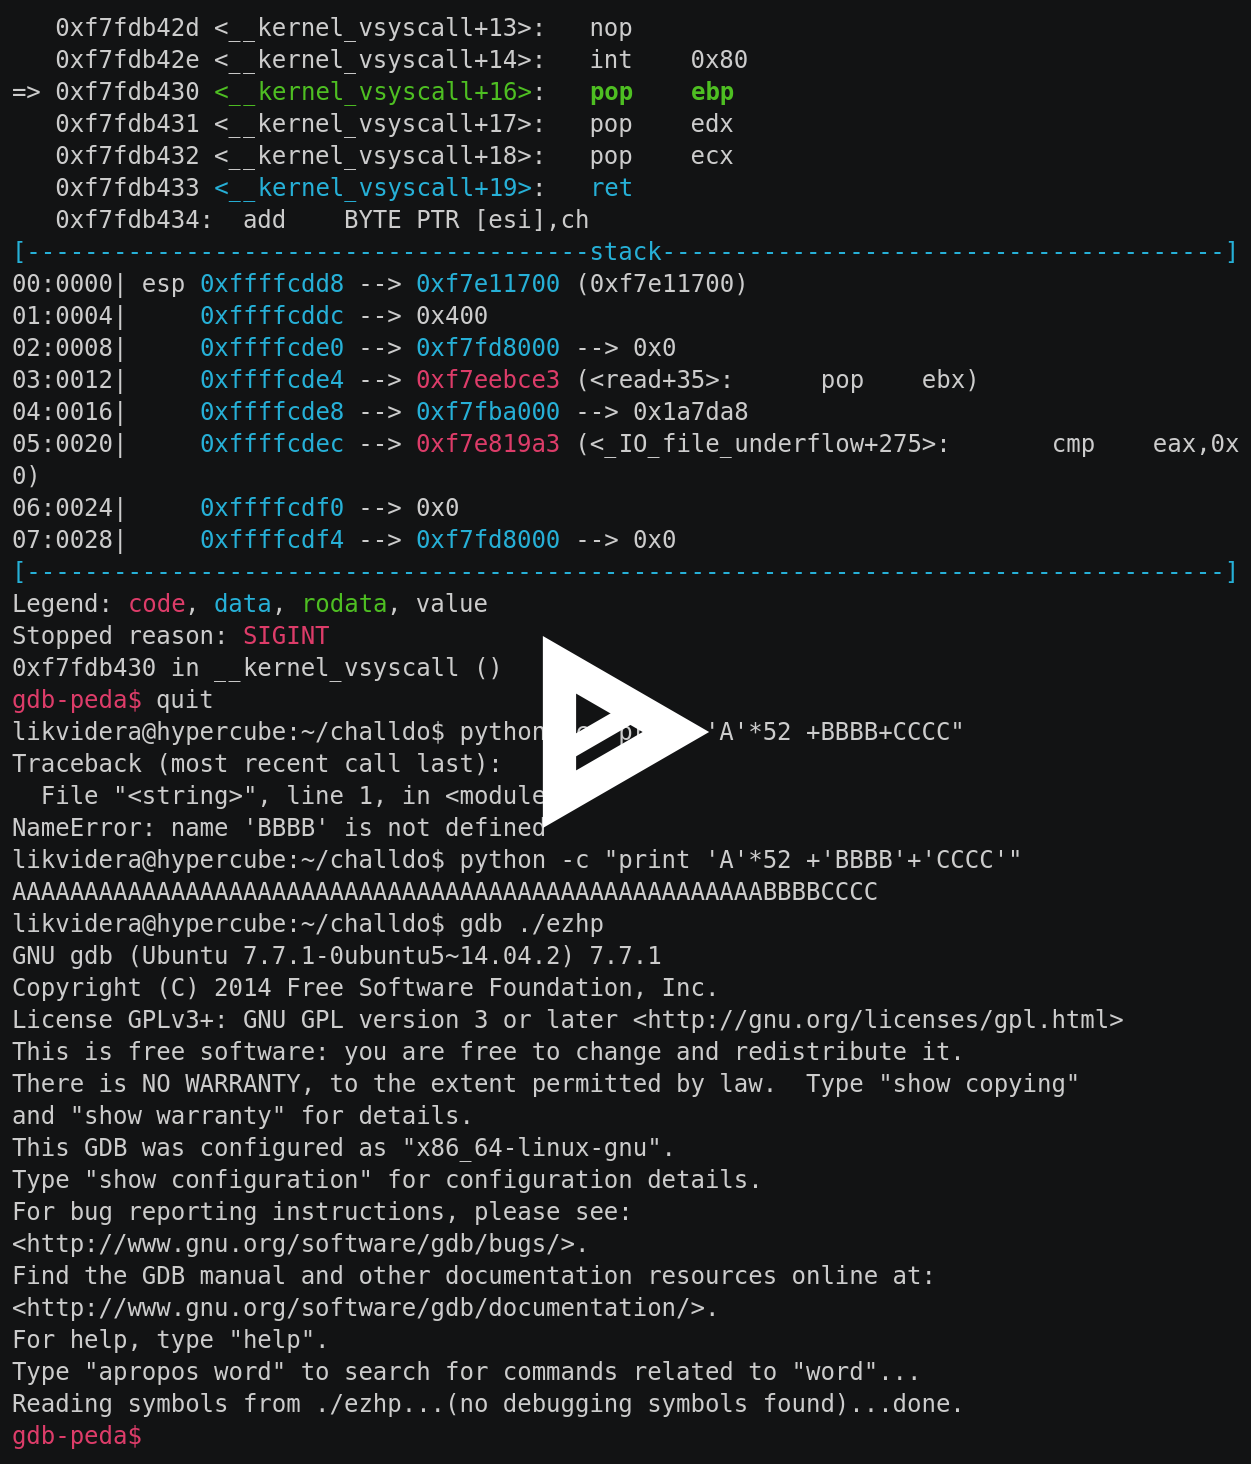 0xf7fdb42d <__kernel_vsyscall+13>:	nop
   0xf7fdb42e <__kernel_vsyscall+14>:	int    0x80
=> 0xf7fdb430 <__kernel_vsyscall+16>:	pop    ebp
   0xf7fdb431 <__kernel_vsyscall+17>:	pop    edx
   0xf7fdb432 <__kernel_vsyscall+18>:	pop    ecx
   0xf7fdb433 <__kernel_vsyscall+19>:	ret
   0xf7fdb434:  add    BYTE PTR [esi],ch
[---------------------------------------stack---------------------------------------]
00:0000| esp 0xffffcdd8 --> 0xf7e11700 (0xf7e11700)
01:0004|     0xffffcddc --> 0x400
02:0008|     0xffffcde0 --> 0xf7fd8000 --> 0x0
03:0012|     0xffffcde4 --> 0xf7eebce3 (<read+35>:      pop    ebx)
04:0016|     0xffffcde8 --> 0xf7fba000 --> 0x1a7da8
05:0020|     0xffffcdec --> 0xf7e819a3 (<_IO_file_underflow+275>:       cmp    eax,0x
0)
06:0024|     0xffffcdf0 --> 0x0
07:0028|     0xffffcdf4 --> 0xf7fd8000 --> 0x0
[-----------------------------------------------------------------------------------]
Legend: code, data, rodata, value
Stopped reason: SIGINT
0xf7fdb430 in __kernel_vsyscall ()
gdb-peda$ quit
likvidera@hypercube:~/challdo$ python 'A'*52 +BBBB+CCCC"
Traceback (most recent call last):
  File "<string>", line 1, in <module
NameError: name 'BBBB' is not defined
likvidera@hypercube:~/challdo$ python -c "print 'A'*52 +'BBBB'+'CCCC'"
AAAAAAAAAAAAAAAAAAAAAAAAAAAAAAAAAAAAAAAAAAAAAAAAAAAABBBBCCCC
likvidera@hypercube:~/challdo$ gdb ./ezhp
GNU gdb (Ubuntu 7.7.1-0ubuntu5~14.04.2) 7.7.1
Copyright (C) 2014 Free Software Foundation, Inc.
License GPLv3+: GNU GPL version 3 or later <http://gnu.org/licenses/gpl.html>
This is free software: you are free to change and redistribute it.
There is NO WARRANTY, to the extent permitted by law.  Type "show copying"
and "show warranty" for details.
This GDB was configured as "x86_64-linux-gnu".
Type "show configuration" for configuration details.
For bug reporting instructions, please see:
<http://www.gnu.org/software/gdb/bugs/>.
Find the GDB manual and other documentation resources online at:
<http://www.gnu.org/software/gdb/documentation/>.
For help, type "help".
Type "apropos word" to search for commands related to "word"...
Reading symbols from ./ezhp...(no debugging symbols found)...done.
gdb-peda$